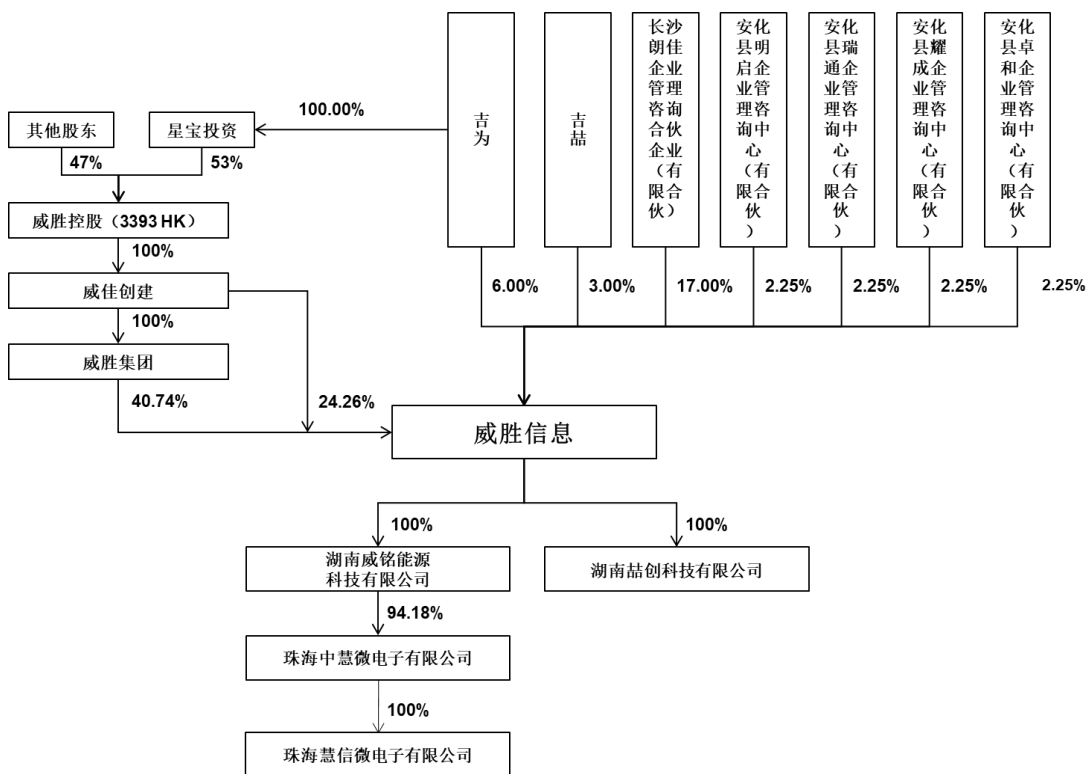 长沙朗佳企业管理咨询合伙企业（有限合伙）
安化县明启企业管理咨询中心（有限合伙）
安化县瑞通企业管理咨询中心（有限合伙）
安化县耀成企业管理咨询中心（有限合伙）
安化县卓和企业管理咨询中心（有限合伙）
吉为
吉喆
100.00%
其他股东
星宝投资
47%
53%
威胜控股（3393 HK）
100%
威佳创建
6.00%
3.00%
17.00%
2.25%
2.25%
2.25%
2.25%
100%
威胜集团
40.74%
24.26%
威胜信息
100%
100%
湖南威铭能源
科技有限公司
湖南喆创科技有限公司
94.18%
珠海中慧微电子有限公司
100%
珠海慧信微电子有限公司